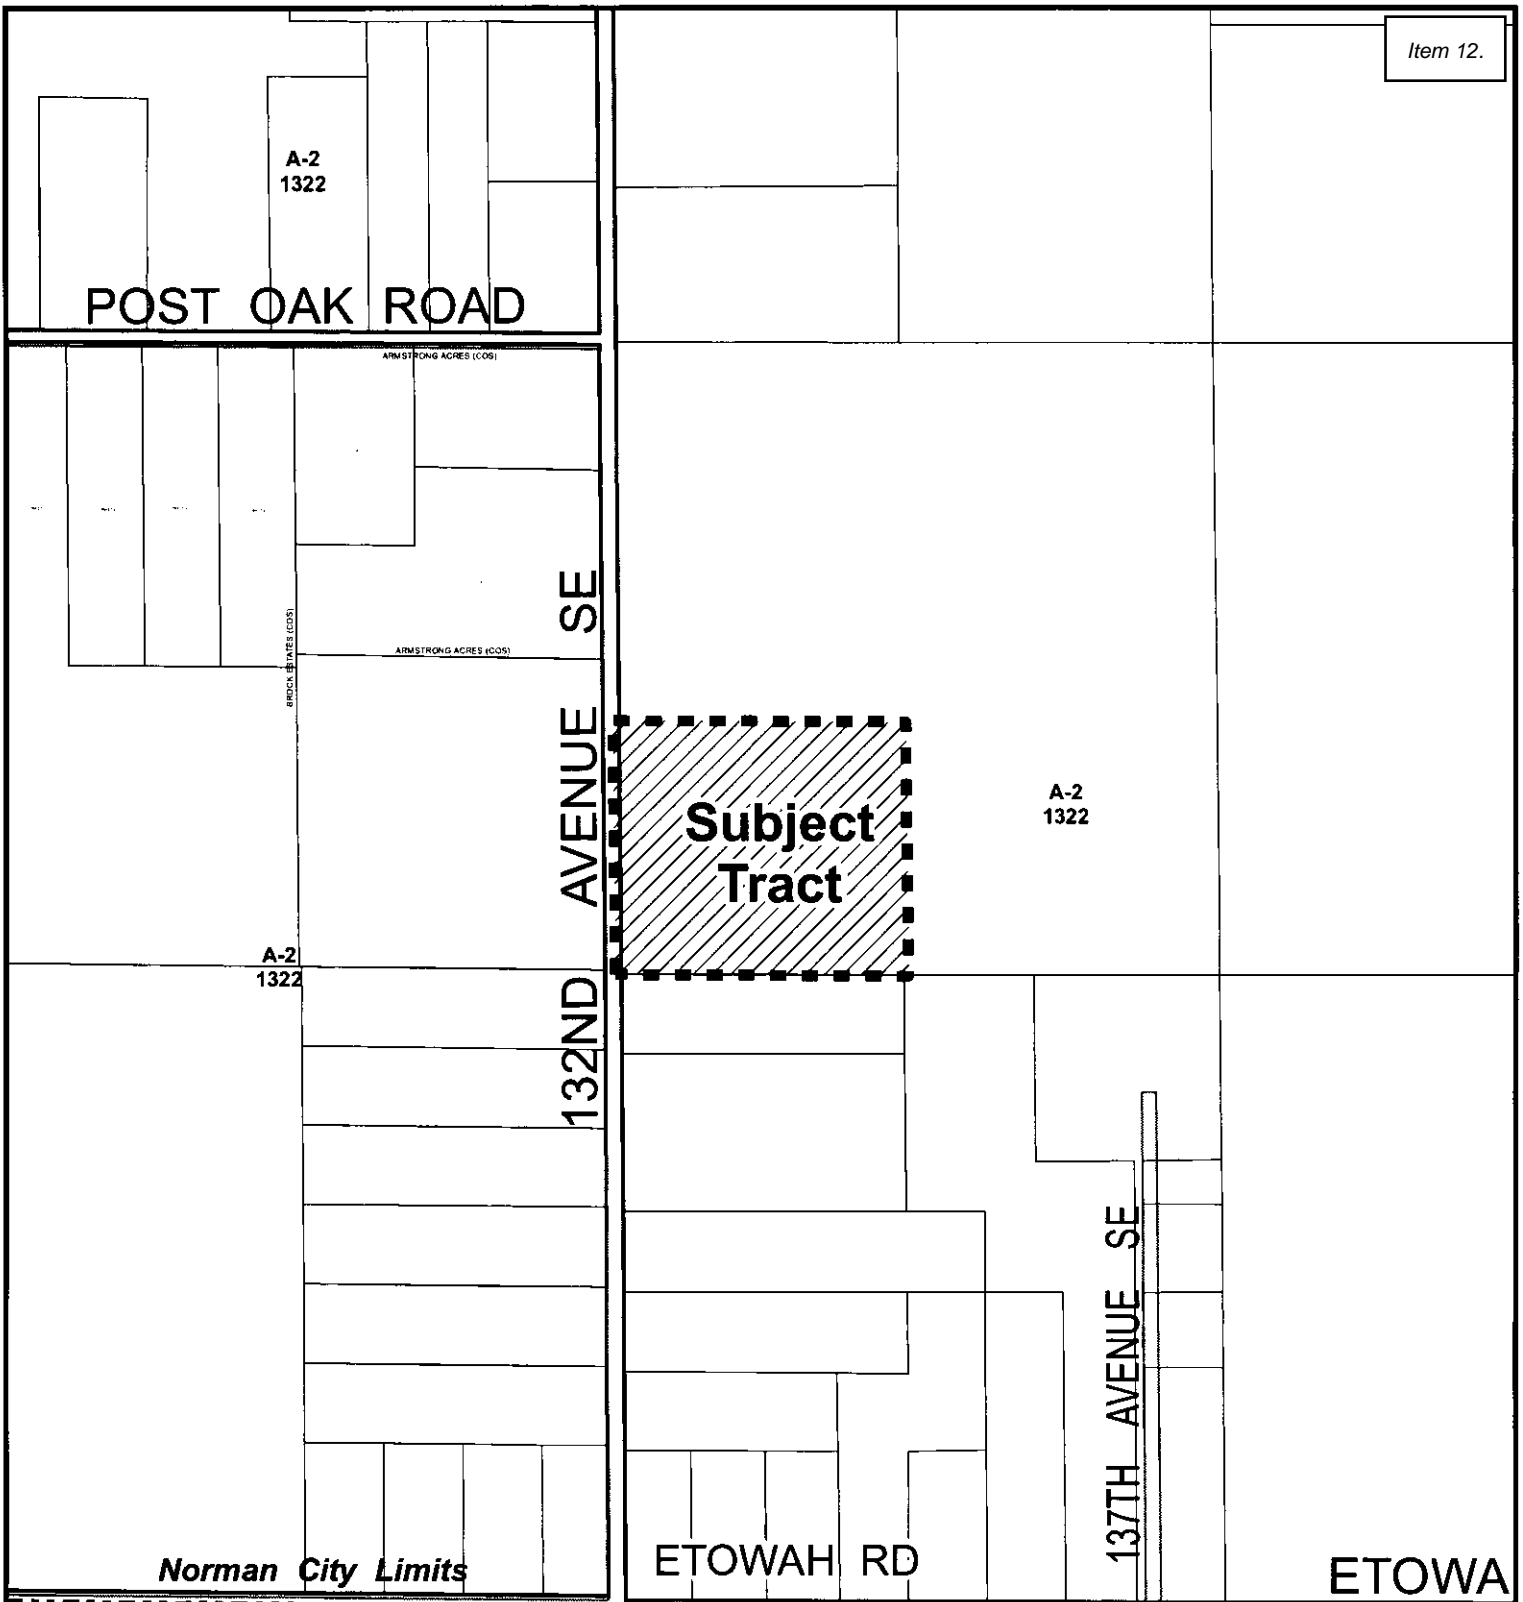 Item 12.
A-2
1322
POST OAK ROAD
ARMSTRONG ACRES (COS)
132ND AVENUE SE
BROCK ESTATES (COS)
ARMSTRONG ACRES (COS)
Subject
Tract
A-2
1322
A-2
1322
137TH AVENUE SE
Norman City Limits
ETOWAH RD
ETOWA